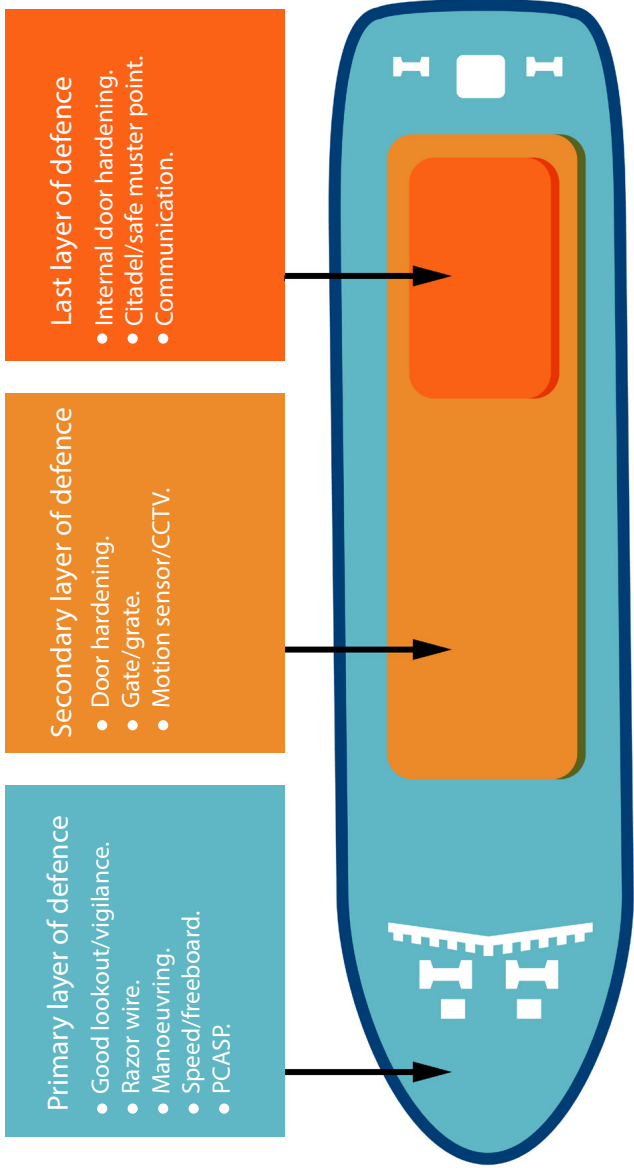 Primary layer of defence
● Good lookout/vigilance.
● Razor wire.
● Manoeuvring.
● Speed/freeboard.
● PCASP.
Secondary layer of defence
● Door hardening.
● Gate/grate.
● Motion sensor/CCTV.
Last layer of defence
● Internal door hardening.
● Citadel/safe muster point.
● Communication.